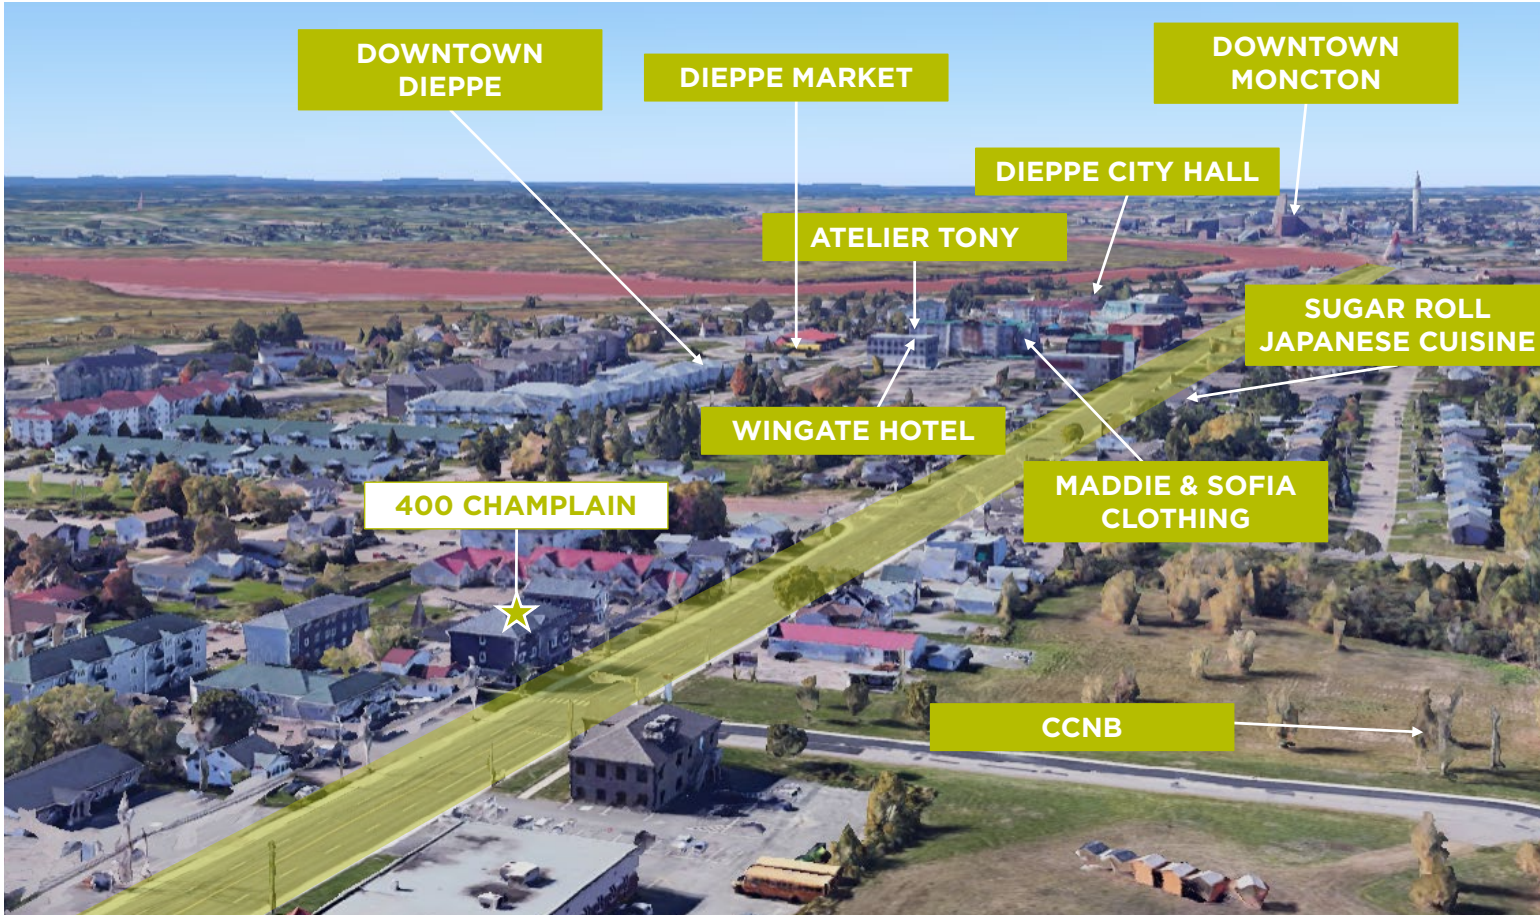 DOWNTOWN
DIEPPE
DIEPPE MARKET
DOWNTOWN
MONCTON
DIEPPE CITY HALL
ATELIER TONY
SUGAR ROLL
JAPANESE CUISINE
WINGATE HOTEL
MADDIE & SOFIA
CLOTHING
400 CHAMPLAIN
CCNB